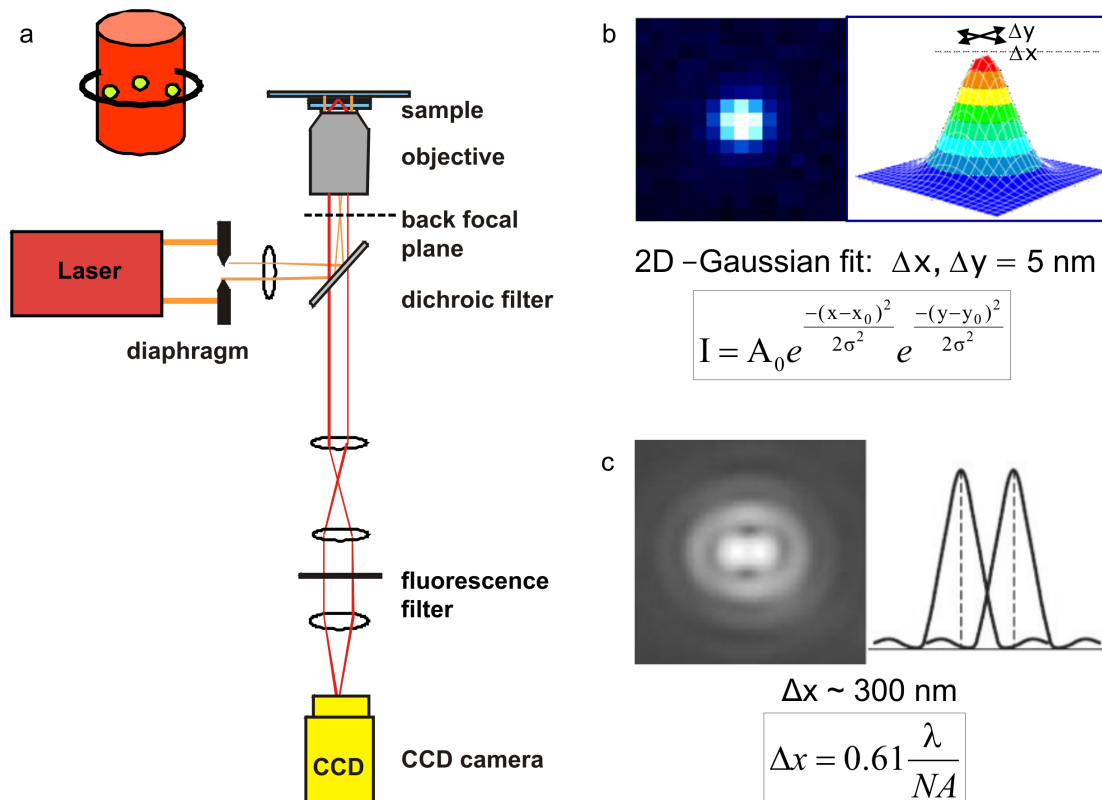 a
sample
objective
back focal
plane
dichroic filter
Laser
diaphragm
fluorescence
filter
CCD
CCD camera
b
Δy
Δx
2D –Gaussian fit: Δx, Δy = 5 nm
I = A₀e^(-(x-x₀)²/2σ²) e^(-(y-y₀)²/2σ²)
c
Δx ~ 300 nm
Δx = 0.61 λ/NA